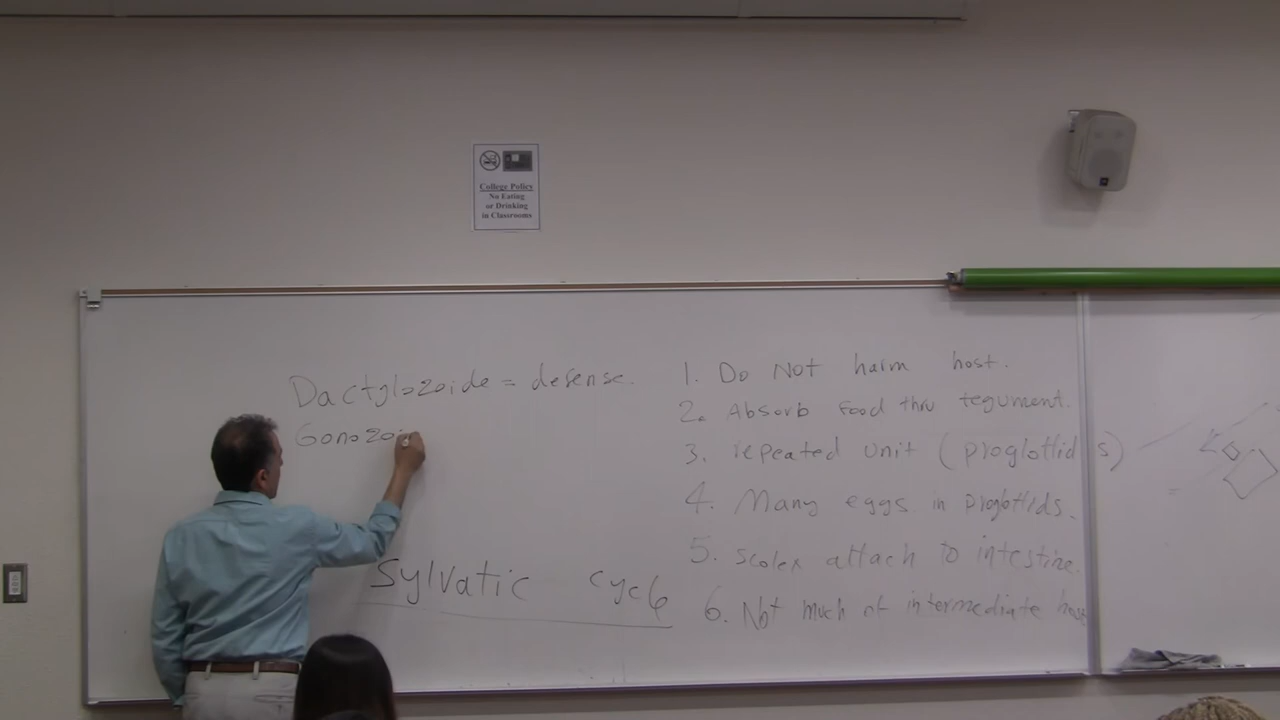 College Policy
No Eating
or Drinking
in Classrooms
Dactylozoide = defense.
Gonozoi
Sylvatic cycle
1. Do Not harm host.
2. Absorb food thru tegument.
3. repeated unit (proglottids)
4. Many eggs in proglottids.
5. Scolex attach to intestine.
6. Not much of intermediate host